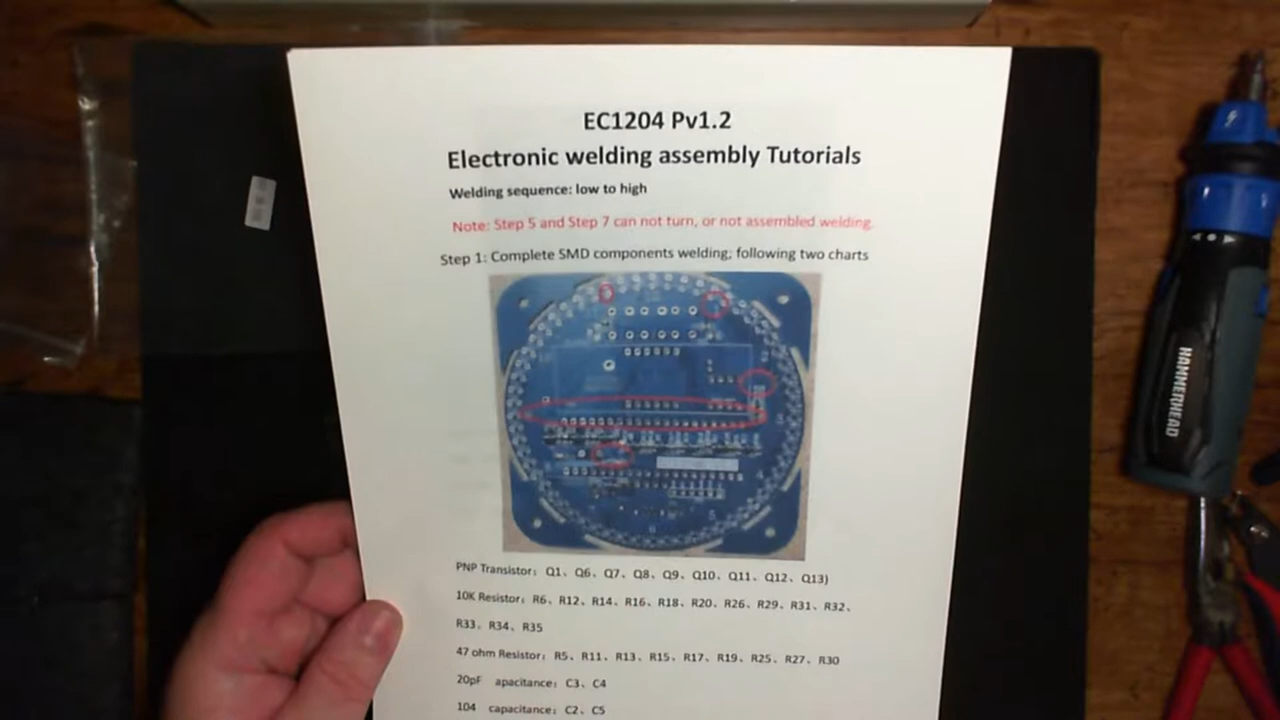 EC1204 Pv1.2
Electronic welding assembly Tutorials
Welding sequence: low to high
Note: Step 5 and Step 7 can not turn, or not assembled welding.
Step 1: Complete SMD components welding; following two charts
PNP Transistor: Q1、Q6、Q7、Q8、Q9、Q10、Q11、Q12、Q13)
10K Resistor: R6、R12、R14、R16、R18、R20、R26、R29、R31、R32、
R33、R34、R35
47 ohm Resistor: R5、R11、R13、R15、R17、R19、R25、R27、R30
20pF apacitance: C3、C4
104 capacitance: C2、C5
HAMMERHEAD